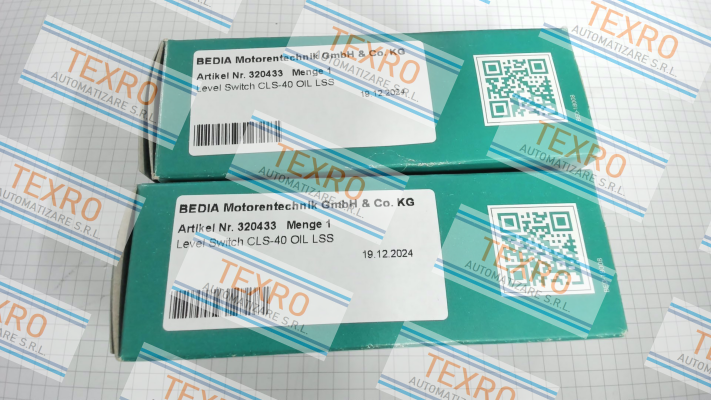 BEDIA Motorentechnik GmbH & Co. KG
Artikel Nr. 320433 Menge 1
Level Switch CLS-40 OIL LSS
19.12.2024
BEDIA Motorentechnik GmbH & Co. KG
Artikel Nr. 320433 Menge 1
Level Switch CLS-40 OIL LSS
19.12.2024
TEXRO
AUTOMATIZARE S.R.L.